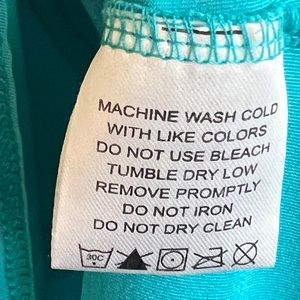 MACHINE WASH COLD
WITH LIKE COLORS
DO NOT USE BLEACH
TUMBLE DRY LOW
REMOVE PROMPTLY
DO NOT IRON
DO NOT DRY CLEAN
30C